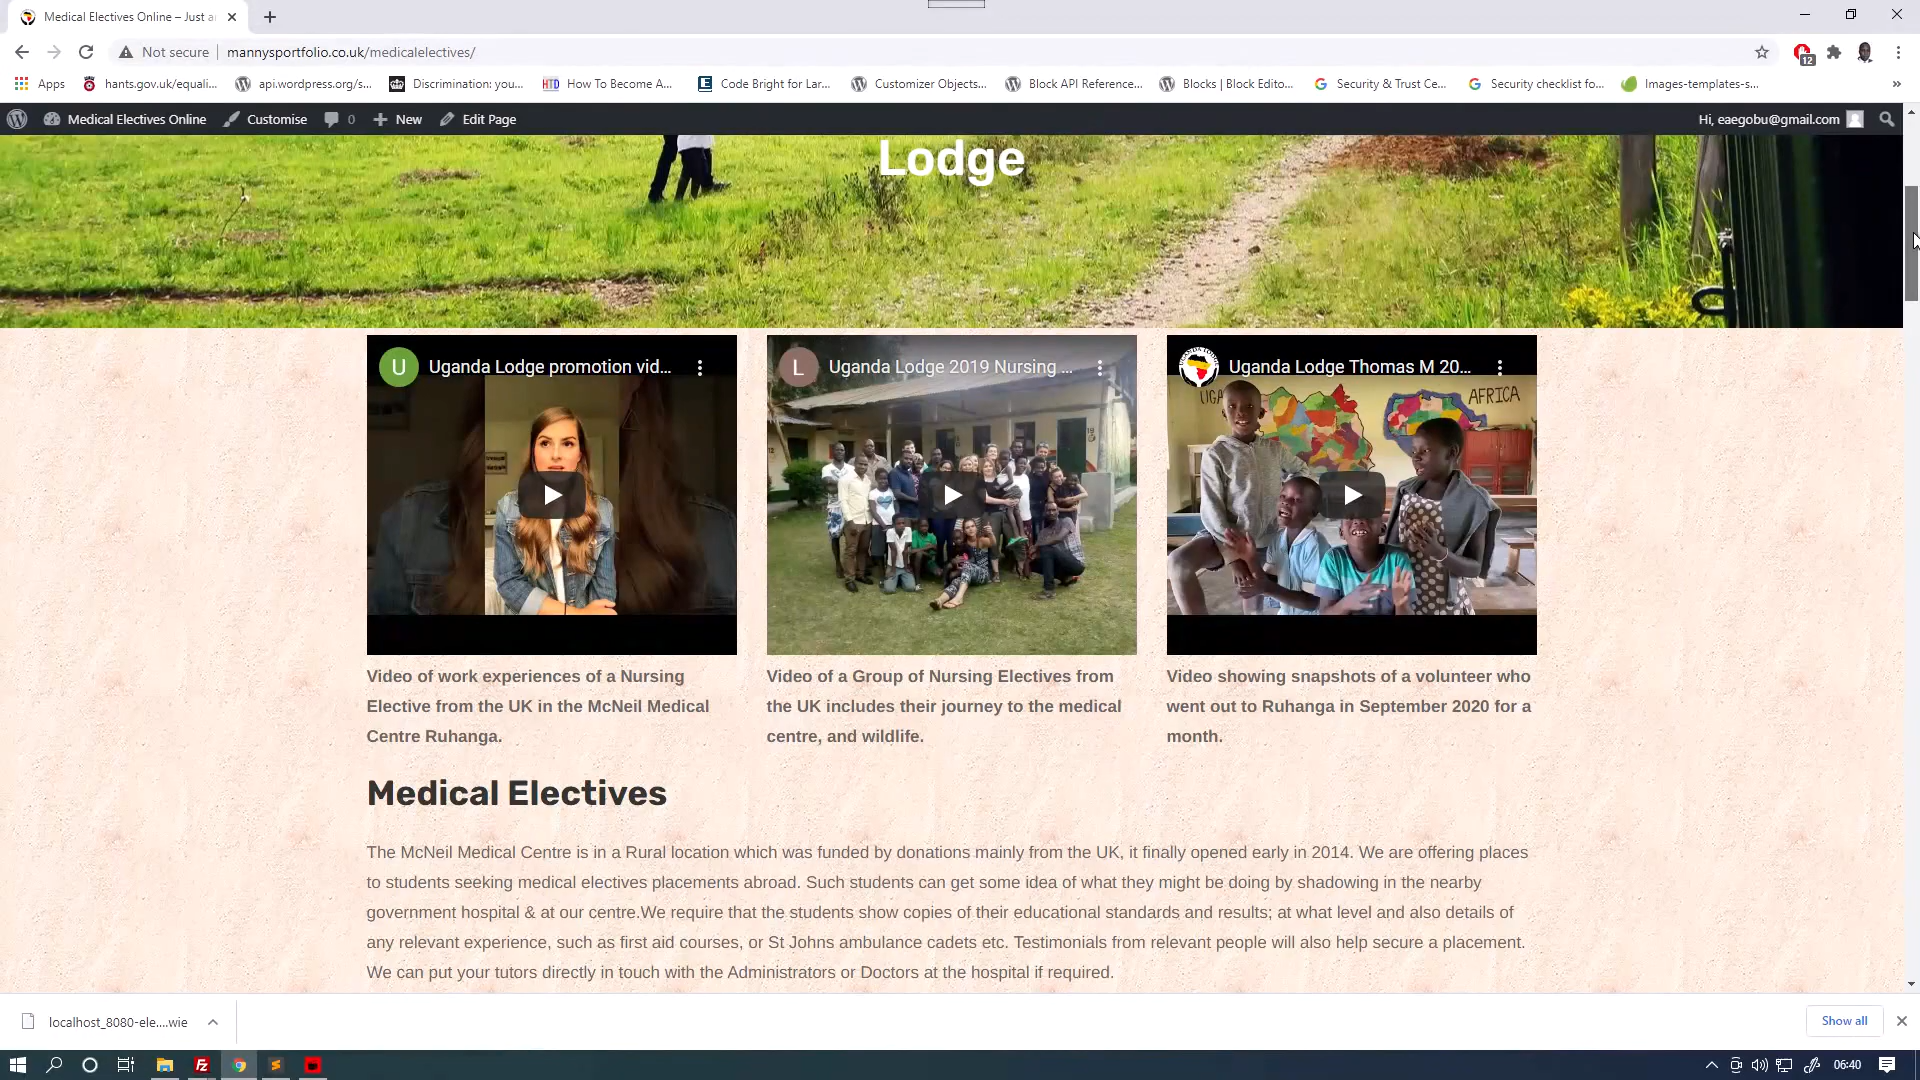 Medical Electives Online – Just a
Not secure
mannysportfolio.co.uk/medicalelectives/
12
Apps
hants.gov.uk/equali...
api.wordpress.org/s...
Discrimination: you...
HTD
How To Become A...
Code Bright for Lar...
Customizer Objects...
Block API Reference...
Blocks | Block Edito...
Security & Trust Ce...
Security checklist fo...
Images-templates-s...
»
Medical Electives Online
Customise
0
New
Edit Page
Hi, eaegobu@gmail.com
Lodge
U
Uganda Lodge promotion vid...
L
Uganda Lodge 2019 Nursing ...
Uganda Lodge Thomas M 20...
UGA
AFRICA
Video of work experiences of a Nursing
Elective from the UK in the McNeil Medical
Centre Ruhanga.
Video of a Group of Nursing Electives from
the UK includes their journey to the medical
centre, and wildlife.
Video showing snapshots of a volunteer who
went out to Ruhanga in September 2020 for a
month.
Medical Electives
The McNeil Medical Centre is in a Rural location which was funded by donations mainly from the UK, it finally opened early in 2014. We are offering places
to students seeking medical electives placements abroad. Such students can get some idea of what they might be doing by shadowing in the nearby
government hospital & at our centre.We require that the students show copies of their educational standards and results; at what level and also details of
any relevant experience, such as first aid courses, or St Johns ambulance cadets etc. Testimonials from relevant people will also help secure a placement.
We can put your tutors directly in touch with the Administrators or Doctors at the hospital if required.
localhost_8080-ele....wie
Show all
06:40